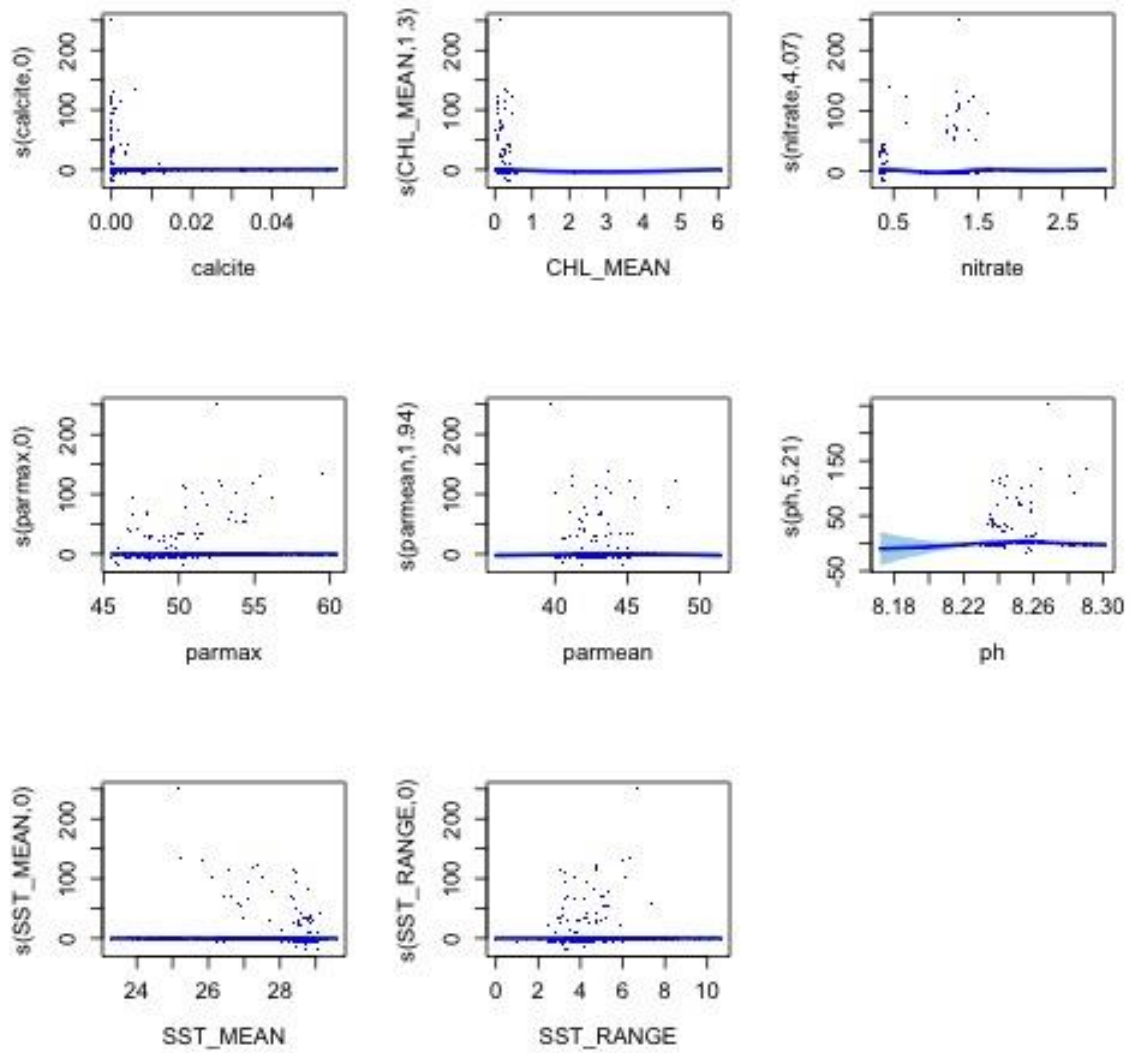 s(calcite,0)
200
100
0
0.00 0.02 0.04
calcite
s(CHL_MEAN,1.3)
200
100
0
0 1 2 3 4 5 6
CHL_MEAN
s(nitrate,4.07)
200
100
0
0.5 1.5 2.5
nitrate
s(parmax,0)
200
100
0
45 50 55 60
parmax
s(parmean,1.94)
200
100
0
40 45 50
parmean
s(ph,5.21)
150
50
-50
8.18 8.22 8.26 8.30
ph
s(SST_MEAN,0)
200
100
0
24 26 28
SST_MEAN
s(SST_RANGE,0)
200
100
0
0 2 4 6 8 10
SST_RANGE